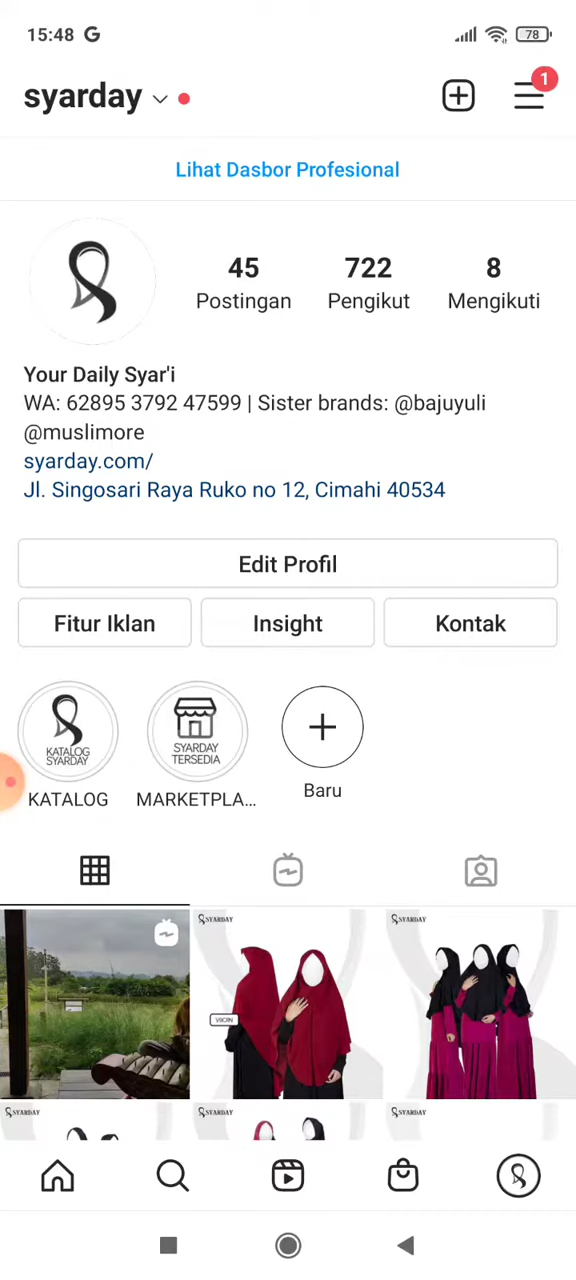 15:48 G 78
syarday
1
Lihat Dasbor Profesional
45 722 8
Postingan Pengikut Mengikuti
Your Daily Syar'i
WA: 62895 3792 47599 | Sister brands: @bajuyuli
@muslimore
syarday.com/
Jl. Singosari Raya Ruko no 12, Cimahi 40534
Edit Profil
Fitur Iklan Insight Kontak
KATALOG
SYARDAY
SYARDAY
TERSEDIA
KATALOG MARKETPLA... Baru
SYARDAY SYARDAY
SYARDAY SYARDAY SYARDAY